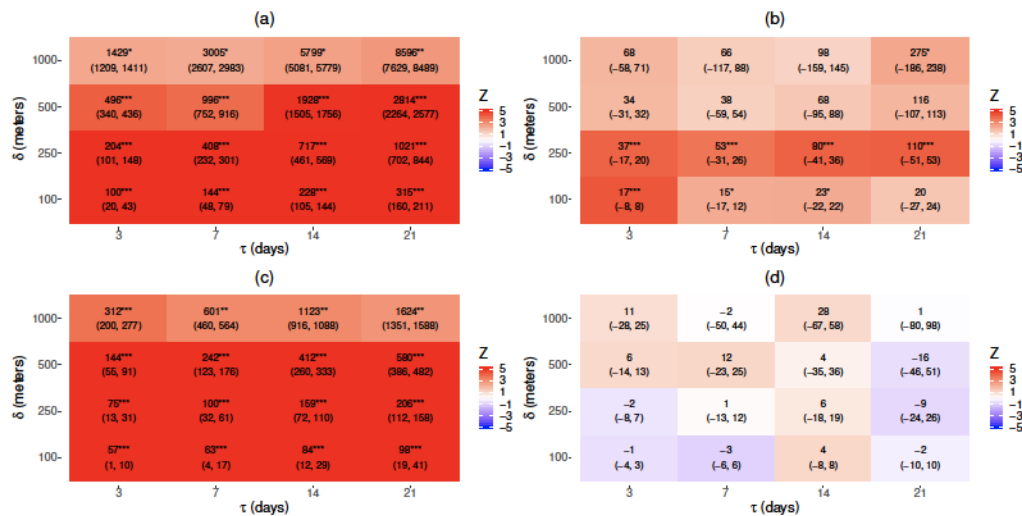 (a)
1000-
1429* 3005* 5799* 8596**
(1209, 1411) (2607, 2983) (5081, 5779) (7629, 8489)
500-
496*** 996*** 1928*** 2814***
(340, 436) (752, 916) (1505, 1756) (2264, 2577)
250-
204*** 408*** 717*** 1021***
(101, 148) (232, 301) (461, 569) (702, 844)
100-
100*** 144*** 228*** 315***
(20, 43) (48, 79) (105, 144) (160, 211)
3 7 14 21
τ (days)
δ (meters)
Z
5
3
1
−1
−3
−5
(b)
1000-
68 66 98 275*
(−58, 71) (−117, 88) (−159, 145) (−186, 238)
500-
34 38 68 116
(−31, 32) (−59, 54) (−95, 88) (−107, 113)
250-
37*** 53*** 80*** 110***
(−17, 20) (−31, 26) (−41, 36) (−51, 53)
100-
17*** 15* 23* 20
(−8, 8) (−17, 12) (−22, 22) (−27, 24)
3 7 14 21
τ (days)
δ (meters)
Z
5
3
1
−1
−3
−5
(c)
1000-
312*** 601** 1123** 1624**
(200, 277) (460, 564) (916, 1088) (1351, 1588)
500-
144*** 242*** 412*** 580***
(55, 91) (123, 176) (260, 333) (386, 482)
250-
75*** 100*** 159*** 206***
(13, 31) (32, 61) (72, 110) (112, 158)
100-
57*** 63*** 84*** 98***
(1, 10) (4, 17) (12, 29) (19, 41)
3 7 14 21
τ (days)
δ (meters)
Z
5
3
1
−1
−3
−5
(d)
1000-
11 −2 28 1
(−28, 25) (−50, 44) (−67, 58) (−80, 98)
500-
6 12 4 −16
(−14, 13) (−23, 25) (−35, 36) (−46, 51)
250-
−2 1 6 −9
(−8, 7) (−13, 12) (−18, 19) (−24, 26)
100-
−1 −3 4 −2
(−4, 3) (−6, 6) (−8, 8) (−10, 10)
3 7 14 21
τ (days)
δ (meters)
Z
5
3
1
−1
−3
−5